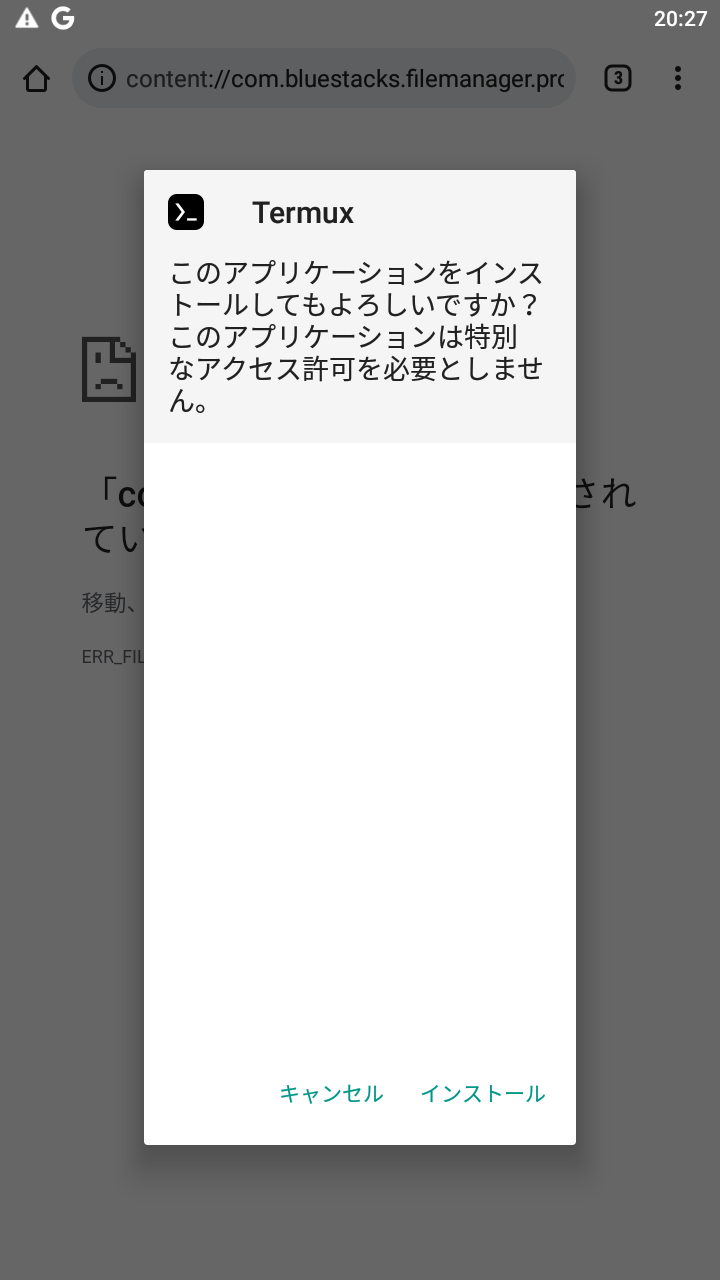 20:27
content://com.bluestacks.filemanager.pro
3
Termux
このアプリケーションをインス
トールしてもよろしいですか？
このアプリケーションは特別
なアクセス許可を必要としませ
ん。
され
てい
移動、
ERR_FIL
キャンセル インストール